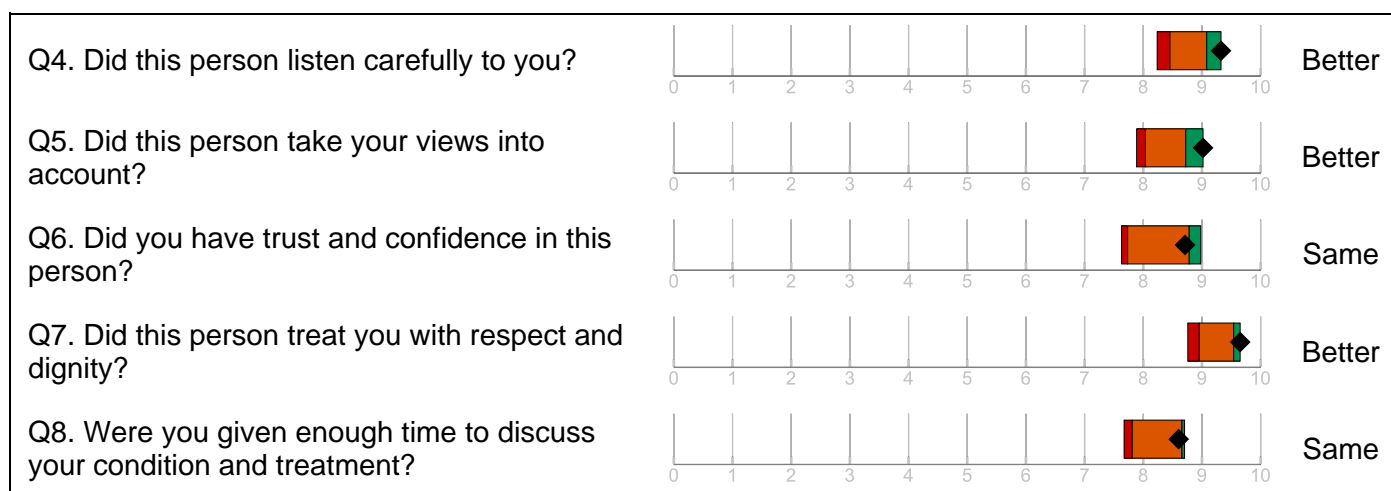 Q4. Did this person listen carefully to you?
0 1 2 3 4 5 6 7 8 9 10
Better
Q5. Did this person take your views into
account?
0 1 2 3 4 5 6 7 8 9 10
Better
Q6. Did you have trust and confidence in this
person?
0 1 2 3 4 5 6 7 8 9 10
Same
Q7. Did this person treat you with respect and
dignity?
0 1 2 3 4 5 6 7 8 9 10
Better
Q8. Were you given enough time to discuss
your condition and treatment?
0 1 2 3 4 5 6 7 8 9 10
Same